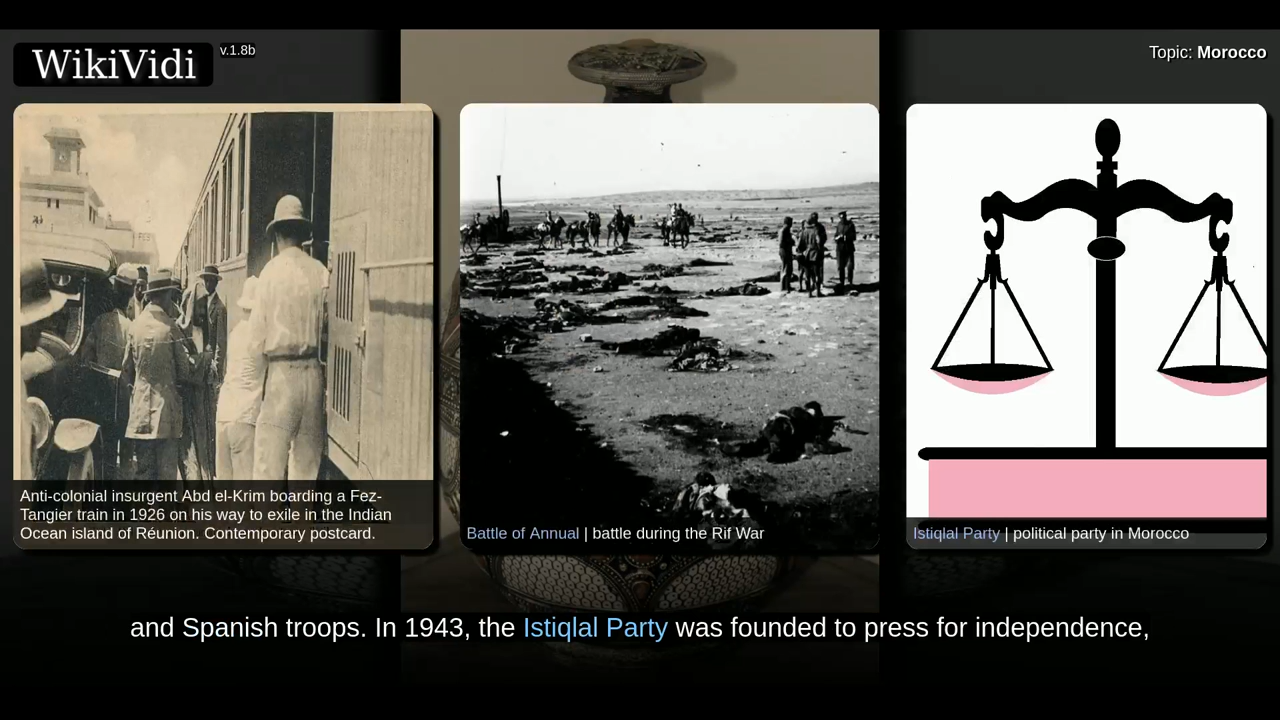 WikiVidi
v.1.8b
Topic: Morocco
Anti-colonial insurgent Abd el-Krim boarding a Fez-
Tangier train in 1926 on his way to exile in the Indian
Ocean island of Réunion. Contemporary postcard.
Battle of Annual | battle during the Rif War
Istiqlal Party | political party in Morocco
and Spanish troops. In 1943, the Istiqlal Party was founded to press for independence,